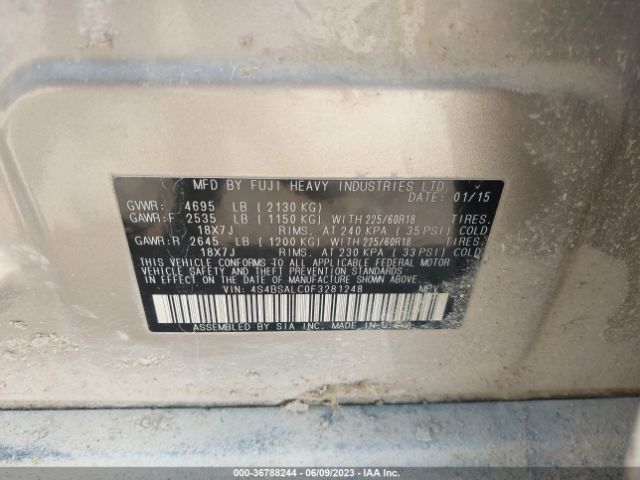 MFD BY FUJI HEAVY INDUSTRIES LTD.
DATE: 01/15
GVWR: 4695 LB ( 2130 KG)
GAWR:F 2535 LB ( 1150 KG) WITH 225/60R18 TIRES.
18X7J RIMS. AT 240 KPA ( 35 PSI) COLD
GAWR:R 2645 LB ( 1200 KG) WITH 225/60R18 TIRES.
18X7J RIMS. AT 230 KPA ( 33 PSI) COLD
THIS VEHICLE CONFORMS TO ALL APPLICABLE FEDERAL MOTOR
VEHICLE SAFETY, BUMPER, AND THEFT PREVENTION STANDARDS
IN EFFECT ON THE DATE OF MANUFACTURE SHOWN ABOVE.
VIN: 4S4BSALC0F3281248 MPV
ASSEMBLED BY SIA INC. MADE IN
000-36788244 / 06/09/2023 - IAA Inc.